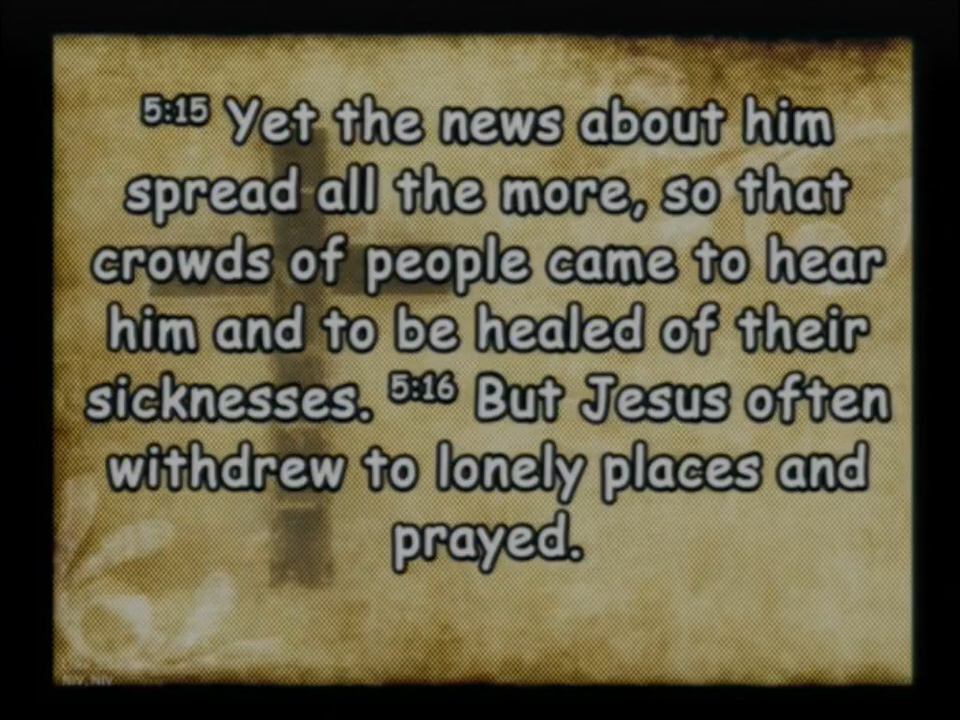 5:15 Yet the news about him
spread all the more, so that
crowds of people came to hear
him and to be healed of their
sicknesses. 5:16 But Jesus often
withdrew to lonely places and
prayed.
NIV, NIV